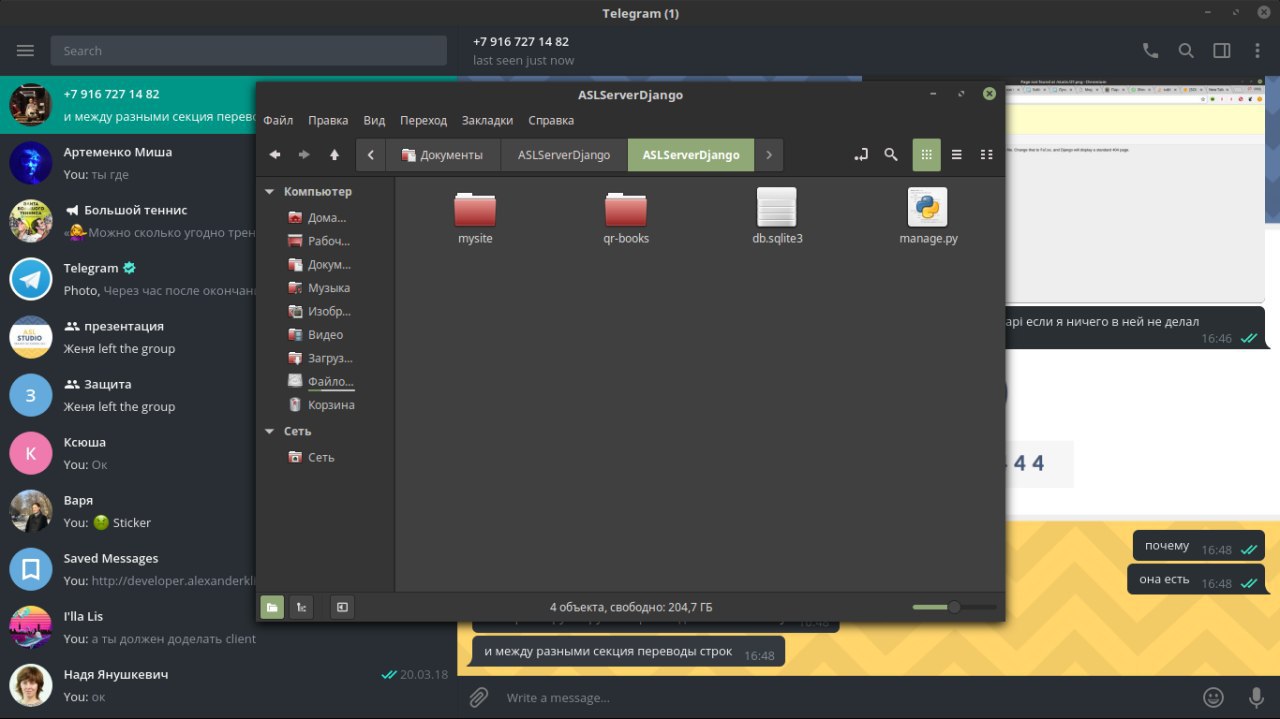 Telegram (1)
Search
+7 916 727 14 82
last seen just now
+7 916 727 14 82
и между разными секция перево
Артеменко Миша
You: ты где
Большой теннис
«🤷Можно сколько угодно трен
Telegram
Photo, Через час после окончан
ASL
STUDIO
презентация
Женя left the group
З
Защита
Женя left the group
К
Ксюша
You: Ок
Варя
You: 🤢 Sticker
Saved Messages
You: http://developer.alexanderkli
I'lla Lis
You: а ты должен доделать client
Надя Янушкевич
20.03.18
You: ок
ASLServerDjango
Файл Правка Вид Переход Закладки Справка
Документы ASLServerDjango ASLServerDjango
Компьютер
Дома...
Рабоч...
Докум...
Музыка
Изобр...
Видео
Загруз...
Файло...
Корзина
Сеть
Сеть
mysite
qr-books
db.sqlite3
manage.py
4 объекта, свободно: 204,7 ГБ
api если я ничего в ней не делал
16:46
4 4
почему 16:48
она есть 16:48
16:48
и между разными секция переводы строк 16:48
Write a message...